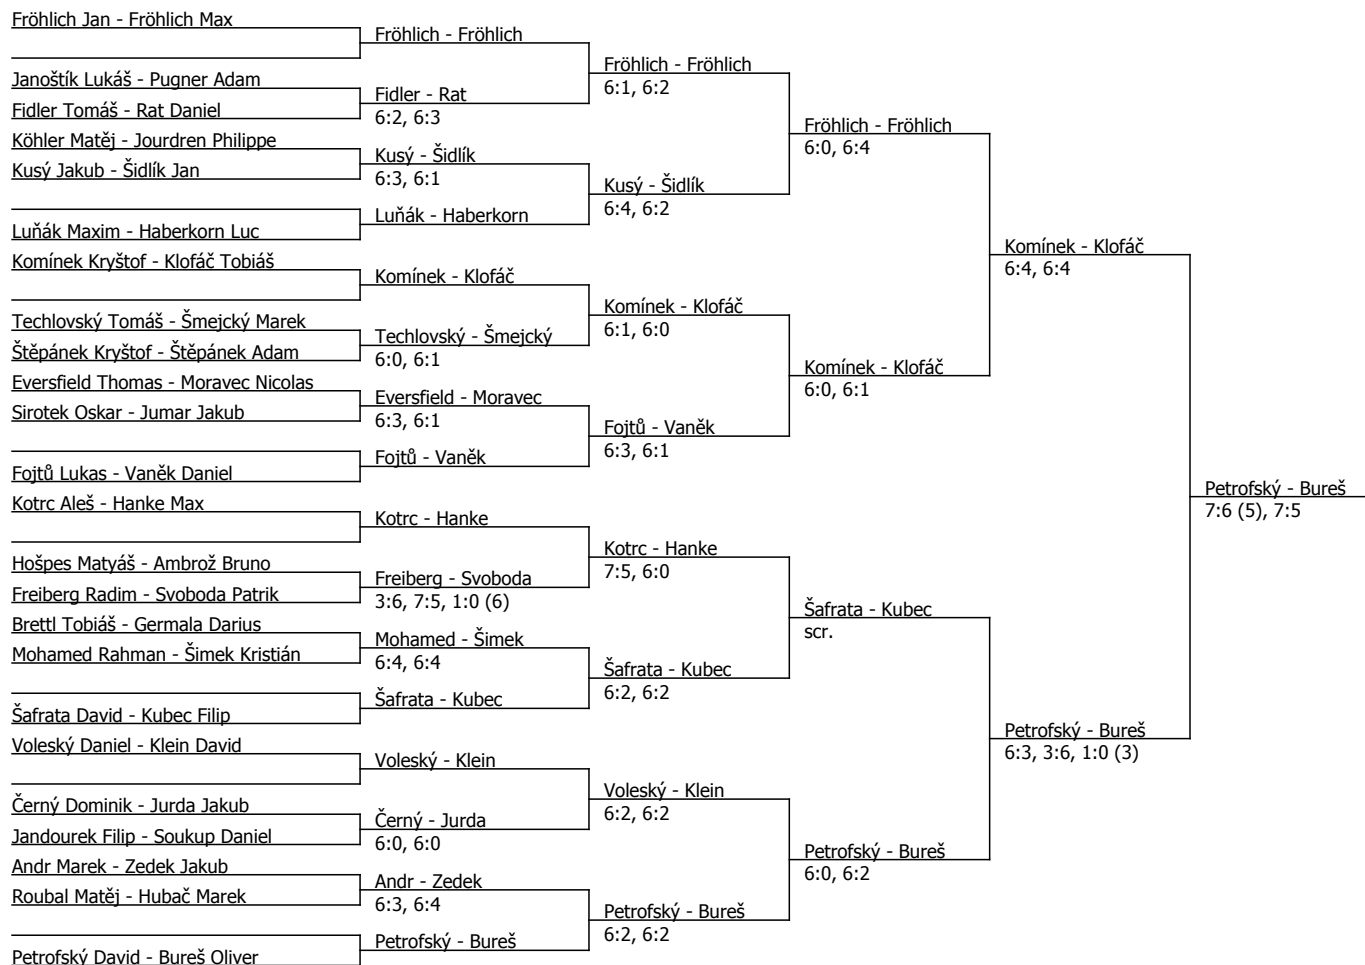 Fröhlich Jan - Fröhlich Max
Janoštík Lukáš - Pugner Adam
Fidler Tomáš - Rat Daniel
Köhler Matěj - Jourdren Philippe
Kusý Jakub - Šidlík Jan
Luňák Maxim - Haberkorn Luc
Komínek Kryštof - Klofáč Tobiáš
Techlovský Tomáš - Šmejcký Marek
Štěpánek Kryštof - Štěpánek Adam
Eversfield Thomas - Moravec Nicolas
Sirotek Oskar - Jumar Jakub
Fojtů Lukas - Vaněk Daniel
Kotrc Aleš - Hanke Max
Hošpes Matyáš - Ambrož Bruno
Freiberg Radim - Svoboda Patrik
Brettl Tobiáš - Germala Darius
Mohamed Rahman - Šimek Kristián
Šafrata David - Kubec Filip
Voleský Daniel - Klein David
Černý Dominik - Jurda Jakub
Jandourek Filip - Soukup Daniel
Andr Marek - Zedek Jakub
Roubal Matěj - Hubač Marek
Petrofský David - Bureš Oliver
Fröhlich - Fröhlich
Fidler - Rat
6:2, 6:3
Kusý - Šidlík
6:3, 6:1
Luňák - Haberkorn
Komínek - Klofáč
Techlovský - Šmejcký
6:0, 6:1
Eversfield - Moravec
6:3, 6:1
Fojtů - Vaněk
Kotrc - Hanke
Freiberg - Svoboda
3:6, 7:5, 1:0 (6)
Mohamed - Šimek
6:4, 6:4
Šafrata - Kubec
Voleský - Klein
Černý - Jurda
6:0, 6:0
Andr - Zedek
6:3, 6:4
Petrofský - Bureš
Fröhlich - Fröhlich
6:1, 6:2
Kusý - Šidlík
6:4, 6:2
Komínek - Klofáč
6:1, 6:0
Fojtů - Vaněk
6:3, 6:1
Kotrc - Hanke
7:5, 6:0
Šafrata - Kubec
6:2, 6:2
Voleský - Klein
6:2, 6:2
Petrofský - Bureš
6:2, 6:2
Fröhlich - Fröhlich
6:0, 6:4
Komínek - Klofáč
6:0, 6:1
Šafrata - Kubec
scr.
Petrofský - Bureš
6:0, 6:2
Komínek - Klofáč
6:4, 6:4
Petrofský - Bureš
6:3, 3:6, 1:0 (3)
Petrofský - Bureš
7:6 (5), 7:5